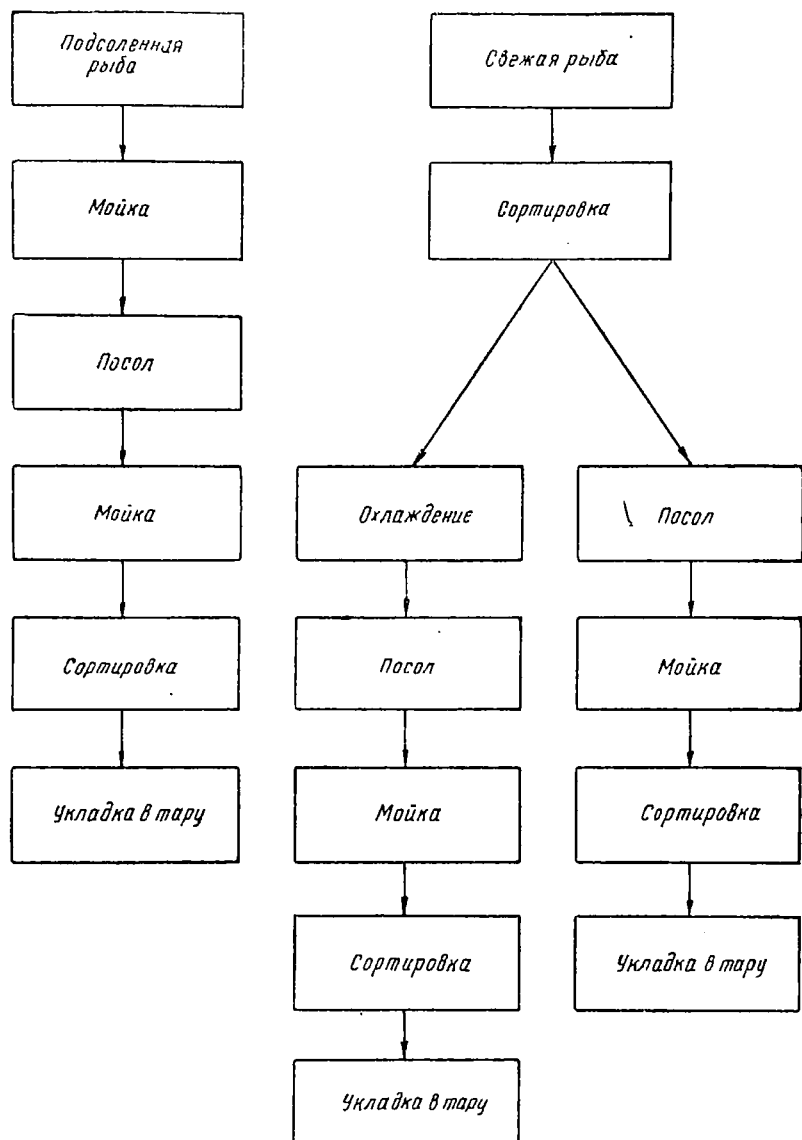 Подсоленная
рыба
Мойка
Посол
Мойка
Сортировка
Укладка в тару
Свежая рыба
Сортировка
Охлаждение
Посол
Мойка
Сортировка
Укладка в тару
Посол
Мойка
Сортировка
Укладка в тару